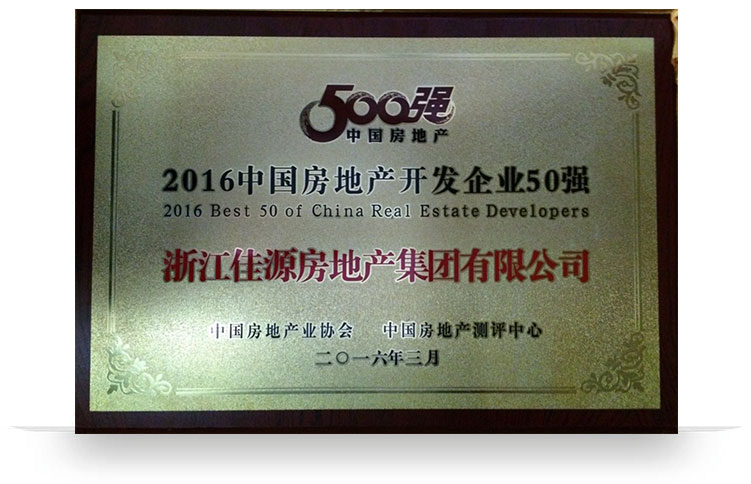 500强
中国房地产
2016中国房地产开发企业50强
2016 Best 50 of China Real Estate Developers
浙江佳源房地产集团有限公司
中国房地产业协会 中国房地产测评中心
二〇一六年三月